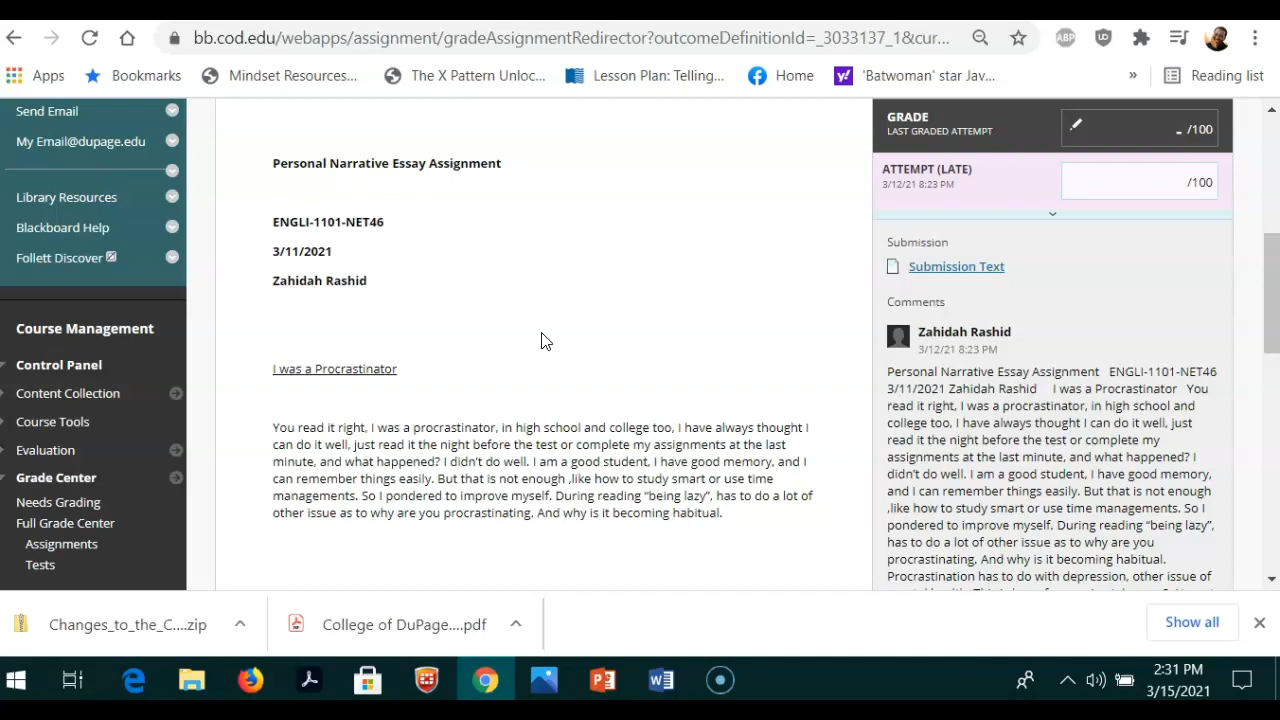 bb.cod.edu/webapps/assignment/gradeAssignmentRedirector?outcomeDefinitionId=_3033137_1&cur...
ABP
Apps
Bookmarks
Mindset Resources...
The X Pattern Unloc...
Lesson Plan: Telling...
Home
'Batwoman' star Jav...
»
Reading list
Send Email
My Email@dupage.edu
Library Resources
Blackboard Help
Follett Discover
Course Management
Control Panel
Content Collection
Course Tools
Evaluation
Grade Center
Needs Grading
Full Grade Center
Assignments
Tests
Personal Narrative Essay Assignment
ENGLI-1101-NET46
3/11/2021
Zahidah Rashid
I was a Procrastinator
You read it right, I was a procrastinator, in high school and college too, I have always thought I
can do it well, just read it the night before the test or complete my assignments at the last
minute, and what happened? I didn't do well. I am a good student, I have good memory, and I
can remember things easily. But that is not enough ,like how to study smart or use time
managements. So I pondered to improve myself. During reading “being lazy”, has to do a lot of
other issue as to why are you procrastinating. And why is it becoming habitual.
GRADE
LAST GRADED ATTEMPT
- /100
ATTEMPT (LATE)
3/12/21 8:23 PM
/100
Submission
Submission Text
Comments
Zahidah Rashid
3/12/21 8:23 PM
Personal Narrative Essay Assignment ENGLI-1101-NET46
3/11/2021 Zahidah Rashid I was a Procrastinator You
read it right, I was a procrastinator, in high school and
college too, I have always thought I can do it well, just
read it the night before the test or complete my
assignments at the last minute, and what happened? I
didn't do well. I am a good student, I have good memory,
and I can remember things easily. But that is not enough
,like how to study smart or use time managements. So I
pondered to improve myself. During reading “being lazy”,
has to do a lot of other issue as to why are you
procrastinating. And why is it becoming habitual.
Procrastination has to do with depression, other issue of
Changes_to_the_C....zip
College of DuPage....pdf
Show all
2:31 PM
3/15/2021